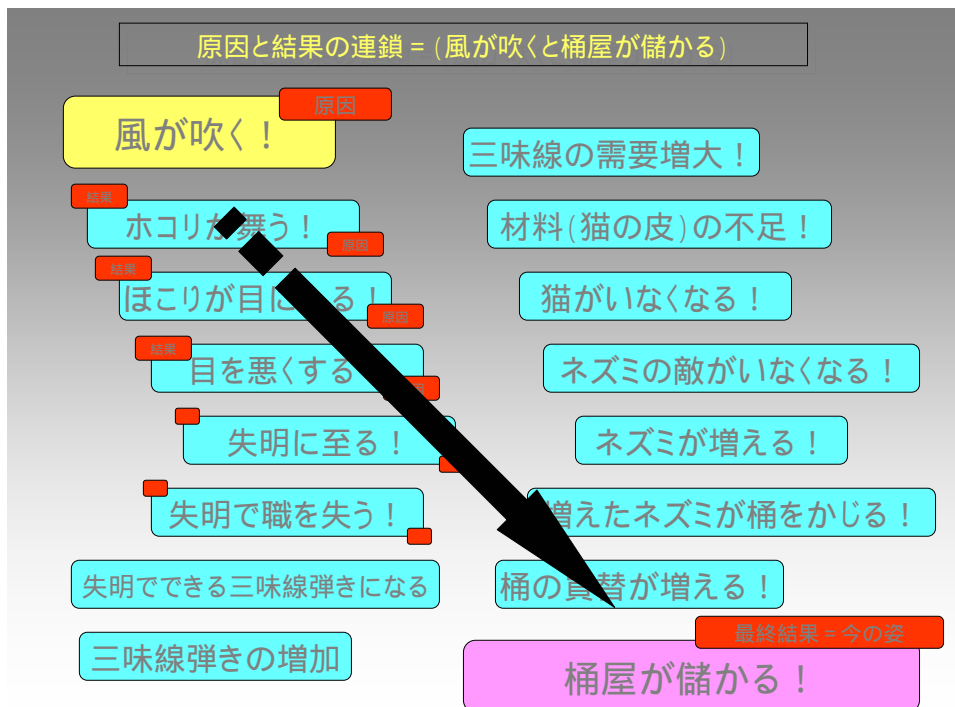 原因と結果の連鎖=(風が吹くと桶屋が儲かる)
原因
風が吹く!
結果
ホコリが舞う!
原因
結果
ほこりが目に る!
原因
結果
目を悪くする
失明に至る!
失明で職を失う!
失明でできる三味線弾きになる
三味線弾きの増加
三味線の需要増大!
材料(猫の皮)の不足!
猫がいなくなる!
ネズミの敵がいなくなる!
ネズミが増える!
増えたネズミが桶をかじる!
桶の買替が増える!
最終結果=今の姿
桶屋が儲かる!